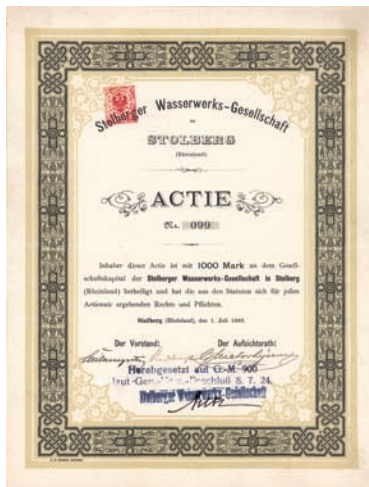 Stolberger Wasserwerks-Gesellschaft
zu
STOLBERG
(Rheinland).
ACTIE
No. 099
Inhaber dieser Actie ist mit 1000 Mark an dem Gesell-
schaftskapital der Stolberger Wasserwerks-Gesellschaft in Stolberg
(Rheinland) betheiligt und hat die aus den Statuten sich für jeden
Actionair ergebenden Rechte und Pflichten.
Stolberg (Rheinland), den 1. Juli
Der Vorstand: Der Aufsichtsrath:
Herabgesetzt auf G.-M. 900
laut Gen.-Vers.-Beschluß 8. 7. 24.
Stolberger Wasserwerks-Gesellschaft